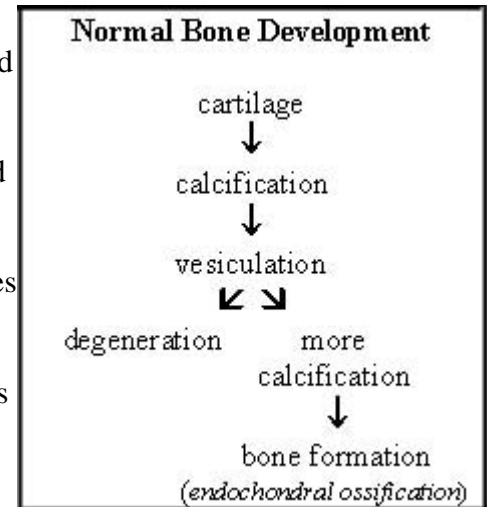 Normal Bone Development
cartilage
calcification
vesiculation
degeneration more
calcification
bone formation
(endochondral ossification)